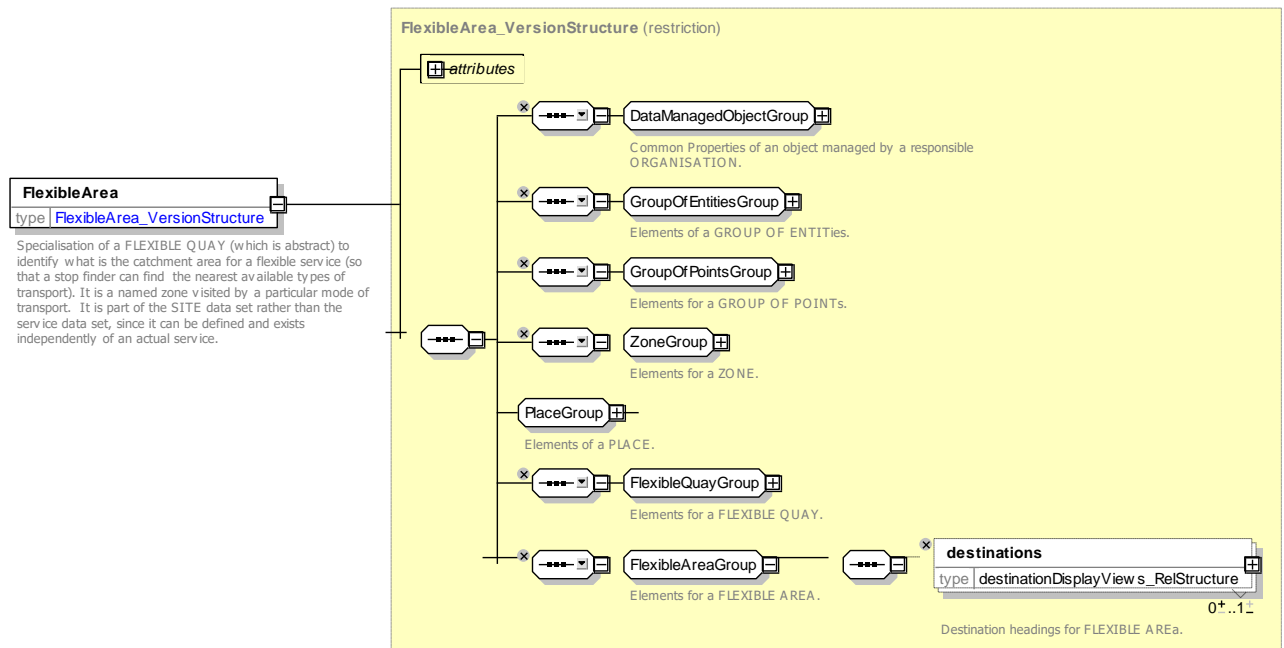 FlexibleArea_VersionStructure (restriction)
attributes
DataManagedObjectGroup
Common Properties of an object managed by a responsible
ORGANISATION.
FlexibleArea
type FlexibleArea_VersionStructure
Specialisation of a FLEXIBLE QUAY (which is abstract) to
identify what is the catchment area for a flexible service (so
that a stop finder can find the nearest available types of
transport). It is a named zone visited by a particular mode of
transport. It is part of the SITE data set rather than the
service data set, since it can be defined and exists
independently of an actual service.
GroupOfEntitiesGroup
Elements of a GROUP OF ENTITies.
GroupOfPointsGroup
Elements for a GROUP OF POINTs.
ZoneGroup
Elements for a ZONE.
PlaceGroup
Elements of a PLACE.
FlexibleQuayGroup
Elements for a FLEXIBLE QUAY.
FlexibleAreaGroup
Elements for a FLEXIBLE AREA.
destinations
type destinationDisplayViews_RelStructure
0±..1±
Destination headings for FLEXIBLE AREa.